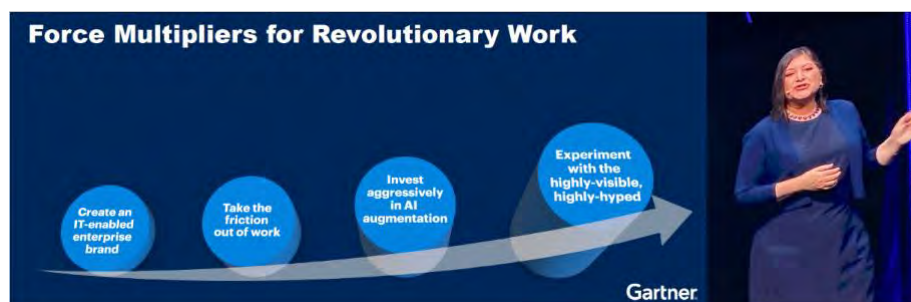 Force Multipliers for Revolutionary Work
Create an
IT-enabled
enterprise
brand
Take the
friction
out of work
Invest
aggressively
in AI
augmentation
Experiment
with the
highly-visible,
highly-hyped
Gartner